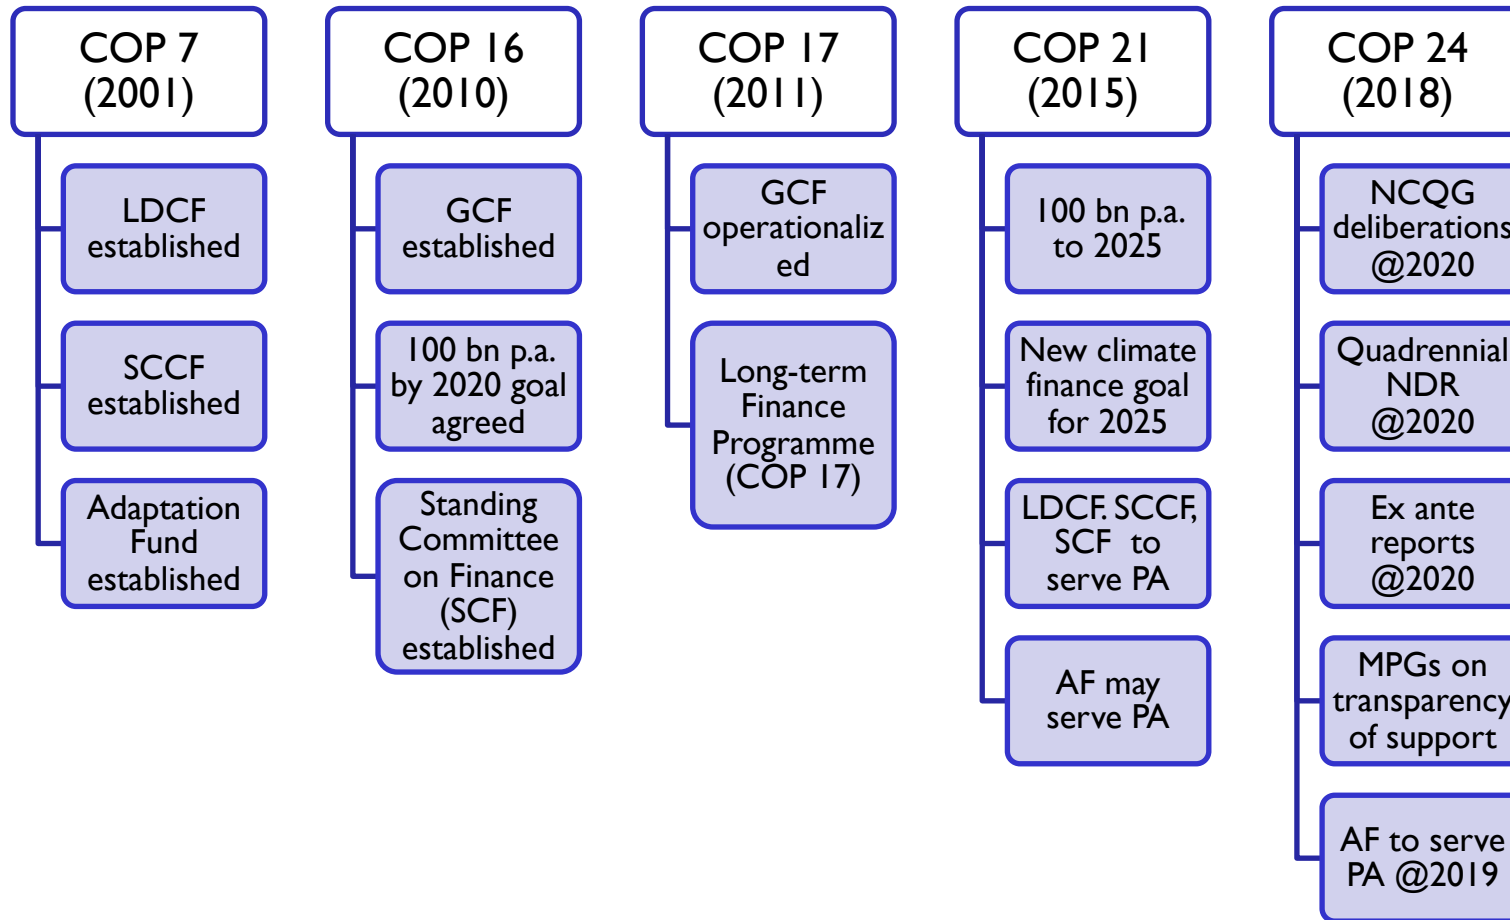 COP 7
(2001)
LDCF
established
SCCF
established
Adaptation
Fund
established
COP 16
(2010)
GCF
established
100 bn p.a.
by 2020 goal
agreed
Standing
Committee
on Finance
(SCF)
established
COP 17
(2011)
GCF
operationaliz
ed
Long-term
Finance
Programme
(COP 17)
COP 21
(2015)
100 bn p.a.
to 2025
New climate
finance goal
for 2025
LDCF. SCCF,
SCF to
serve PA
AF may
serve PA
COP 24
(2018)
NCQG
deliberations
@2020
Quadrennial
NDR
@2020
Ex ante
reports
@2020
MPGs on
transparency
of support
AF to serve
PA @2019